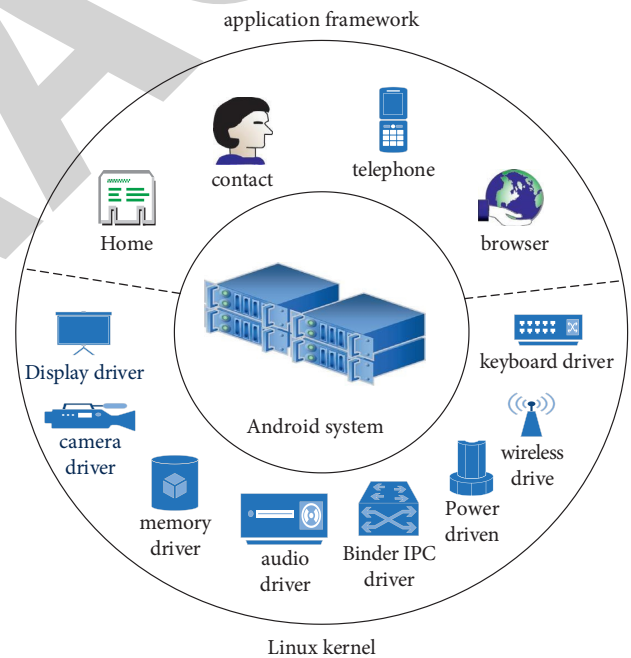 application framework
contact
telephone
Home
browser
Display driver
keyboard driver
camera
driver
wireless
drive
memory
driver
audio
driver
Binder IPC
driver
Power
driven
Android system
Linux kernel